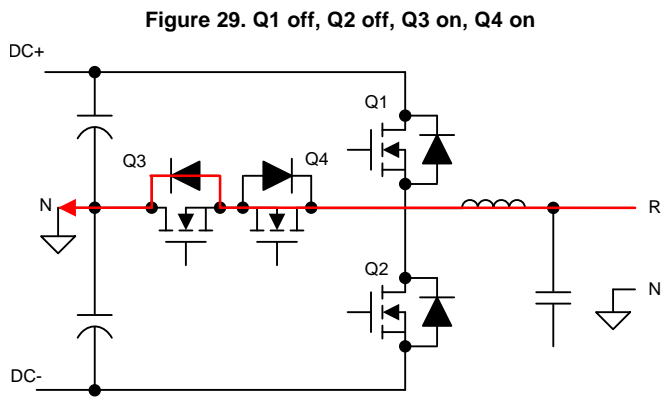 Figure 29. Q1 off, Q2 off, Q3 on, Q4 on
DC+
Q1
Q3
Q4
N
R
Q2
N
DC-